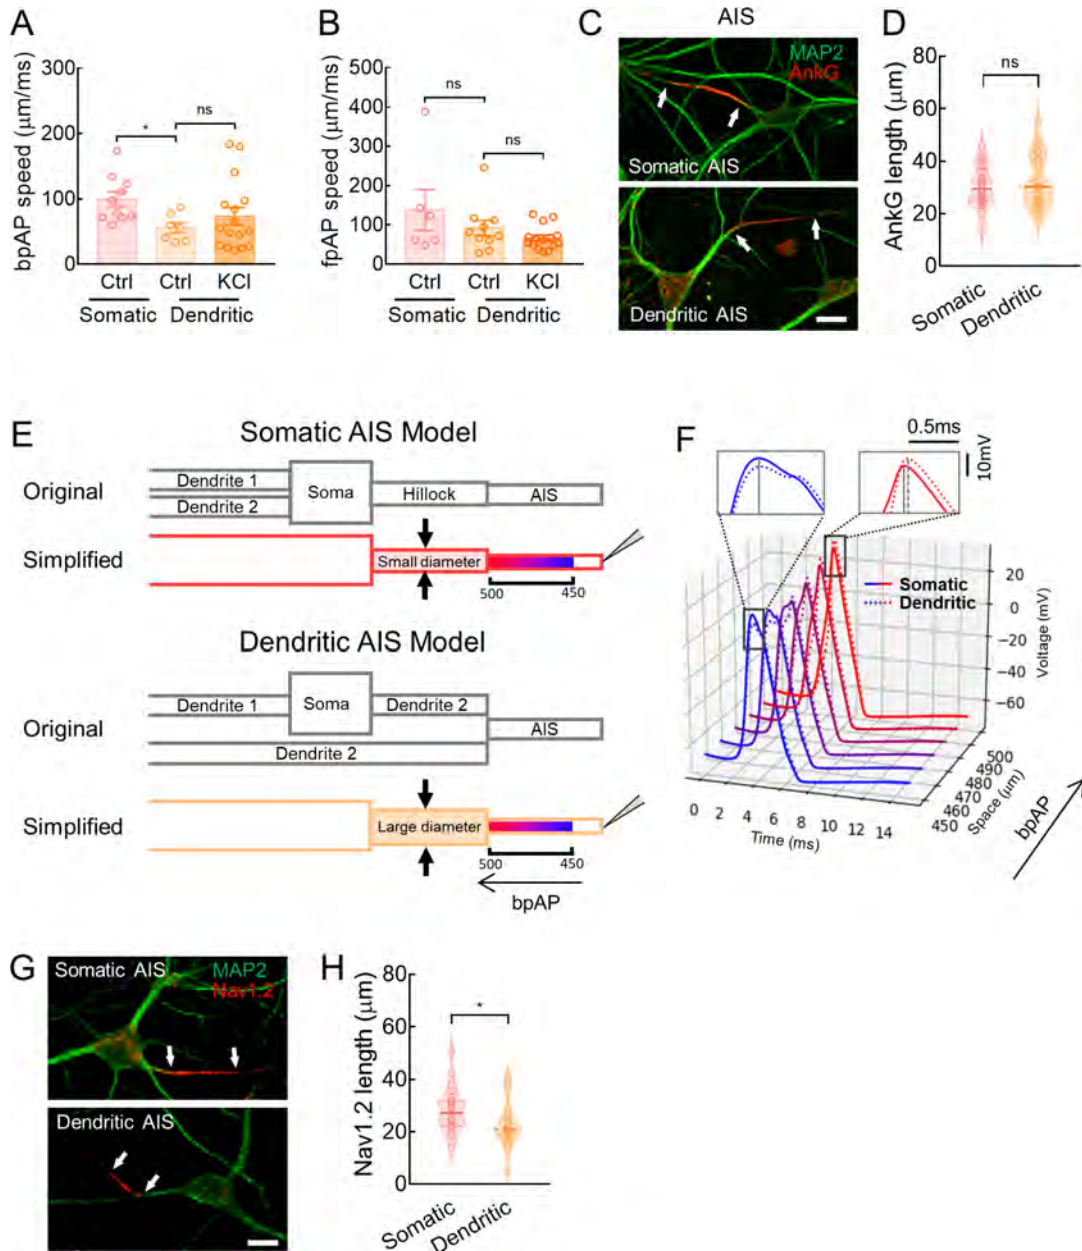 A
bpAP speed (μm/ms)
300
200
100
0
*
ns
Ctrl Ctrl KCl
Somatic Dendritic
B
fpAP speed (μm/ms)
500
400
300
200
100
0
ns
ns
Ctrl Ctrl KCl
Somatic Dendritic
C
AIS
MAP2
AnkG
Somatic AIS
Dendritic AIS
D
AnkG length (μm)
80
60
40
20
0
ns
Somatic
Dendritic
E
Somatic AIS Model
Original
Dendrite 1
Dendrite 2
Soma
Hillock
AIS
Simplified
Small diameter
500 450
Dendritic AIS Model
Original
Dendrite 1
Soma
Dendrite 2
AIS
Dendrite 2
Simplified
Large diameter
500 450
bpAP
F
0.5ms
10mV
Somatic
Dendritic
20
0
−20
−40
−60
Voltage (mV)
500
490
480
470
460
450
Space (μm)
0 2 4 6 8 10 12 14
Time (ms)
bpAP
G
Somatic AIS
MAP2
Nav1.2
Dendritic AIS
H
Nav1.2 length (μm)
80
60
40
20
0
*
Somatic
Dendritic